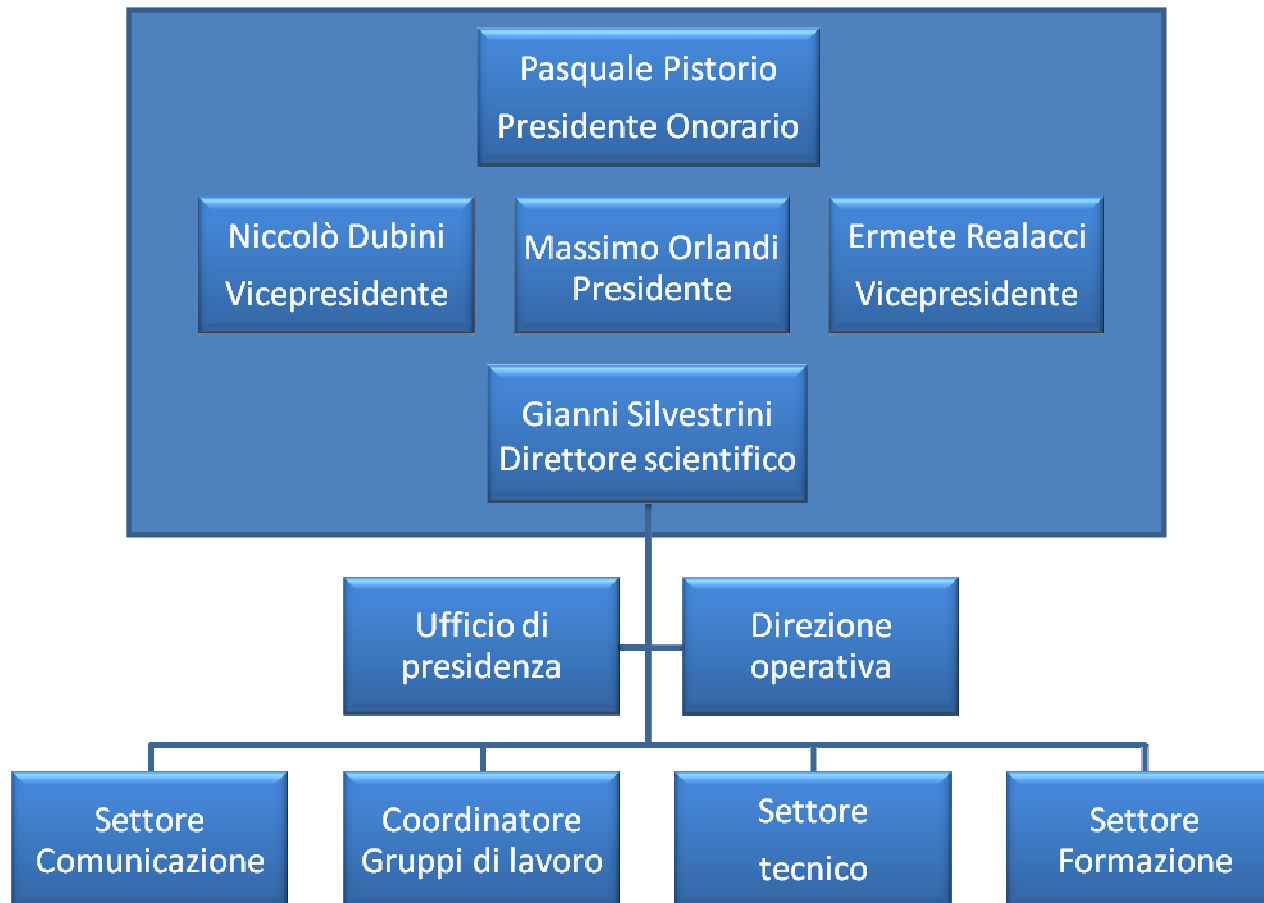 Pasquale Pistorio
Presidente Onorario
Niccolò Dubini
Vicepresidente
Massimo Orlandi
Presidente
Ermete Realacci
Vicepresidente
Gianni Silvestrini
Direttore scientifico
Ufficio di
presidenza
Direzione
operativa
Settore
Comunicazione
Coordinatore
Gruppi di lavoro
Settore
tecnico
Settore
Formazione